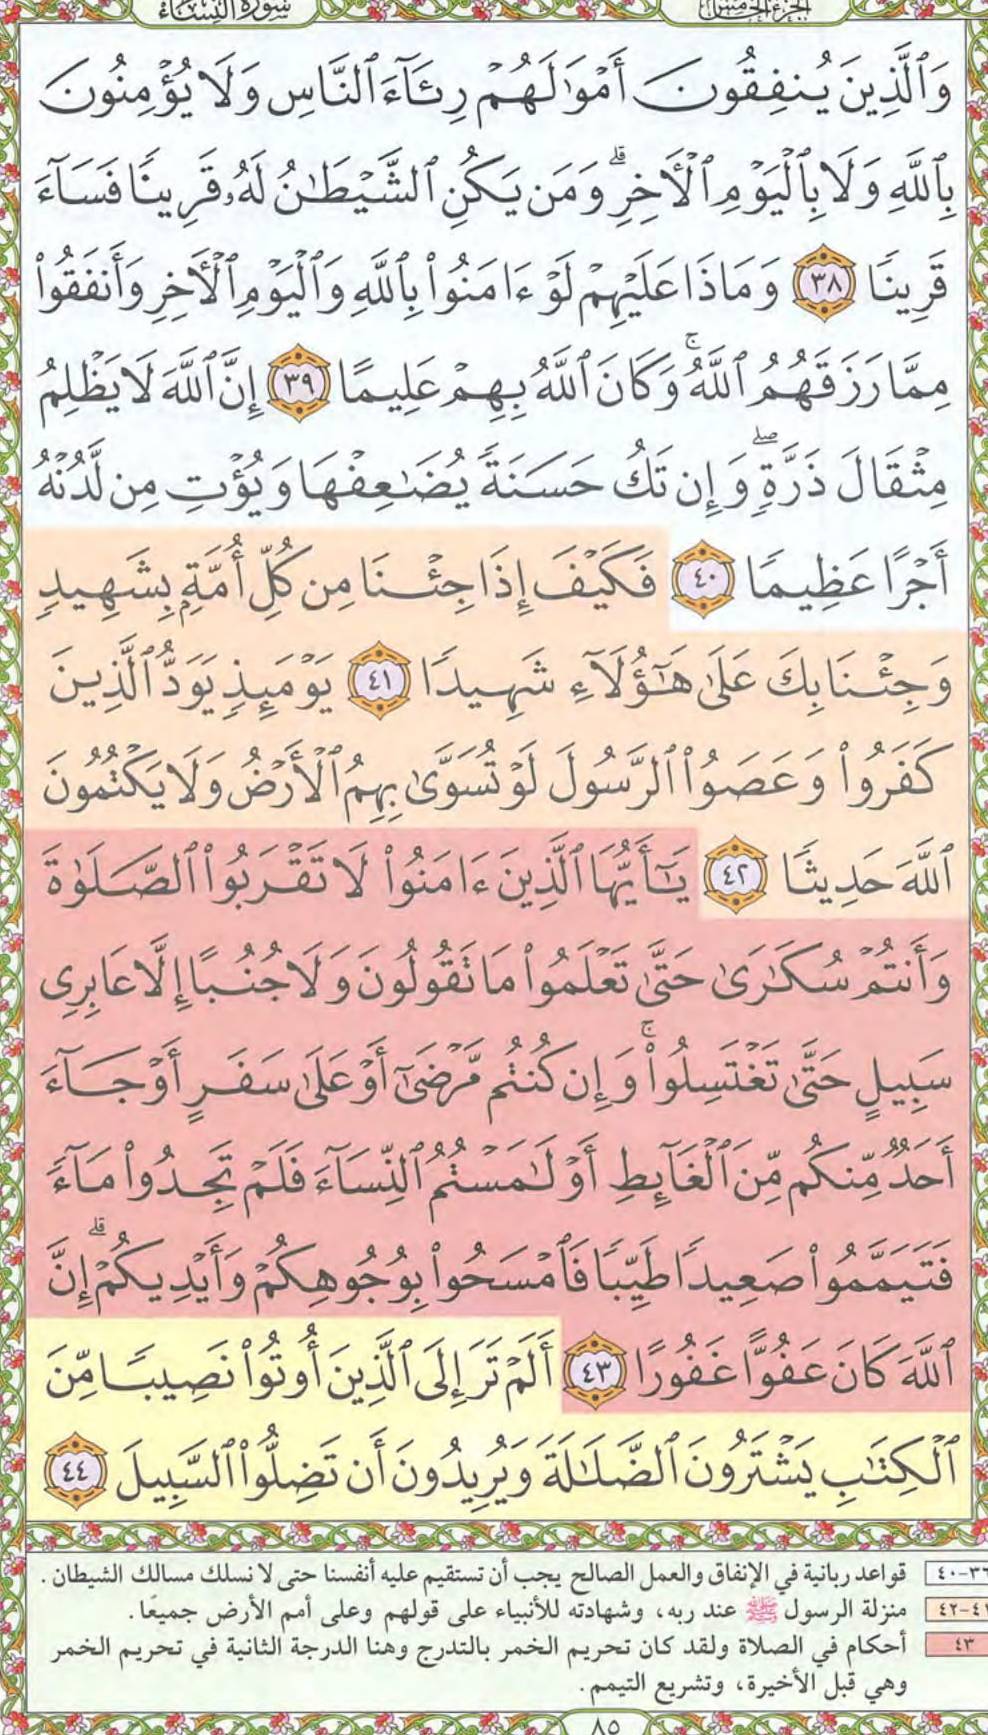 سورة النساء
الجزء الخامس
وَٱلَّذِينَ يُنفِقُونَ أَمْوَٰلَهُمْ رِئَآءَ ٱلنَّاسِ وَلَا يُؤْمِنُونَ
بِٱللَّهِ وَلَا بِٱلْيَوْمِ ٱلْأَخِرِ ۗ وَمَن يَكُنِ ٱلشَّيْطَٰنُ لَهُۥ قَرِينًا فَسَآءَ
قَرِينًا ٣٨ وَمَاذَا عَلَيْهِمْ لَوْ ءَامَنُوا۟ بِٱللَّهِ وَٱلْيَوْمِ ٱلْأَخِرِ وَأَنفَقُوا۟
مِمَّا رَزَقَهُمُ ٱللَّهُ ۚ وَكَانَ ٱللَّهُ بِهِمْ عَلِيمًا ٣٩ إِنَّ ٱللَّهَ لَا يَظْلِمُ
مِثْقَالَ ذَرَّةٍ ۖ وَإِن تَكُ حَسَنَةً يُضَٰعِفْهَا وَيُؤْتِ مِن لَّدُنْهُ
أَجْرًا عَظِيمًا ٤٠ فَكَيْفَ إِذَا جِئْنَا مِن كُلِّ أُمَّةٍۭ بِشَهِيدٍ
وَجِئْنَا بِكَ عَلَىٰ هَٰٓؤُلَآءِ شَهِيدًا ٤١ يَوْمَئِذٍ يَوَدُّ ٱلَّذِينَ
كَفَرُوا۟ وَعَصَوُا۟ ٱلرَّسُولَ لَوْ تُسَوَّىٰ بِهِمُ ٱلْأَرْضُ وَلَا يَكْتُمُونَ
ٱللَّهَ حَدِيثًا ٤٢ يَٰٓأَيُّهَا ٱلَّذِينَ ءَامَنُوا۟ لَا تَقْرَبُوا۟ ٱلصَّلَوٰةَ
وَأَنتُمْ سُكَٰرَىٰ حَتَّىٰ تَعْلَمُوا۟ مَا تَقُولُونَ وَلَا جُنُبًا إِلَّا عَابِرِى
سَبِيلٍ حَتَّىٰ تَغْتَسِلُوا۟ ۚ وَإِن كُنتُم مَّرْضَىٰٓ أَوْ عَلَىٰ سَفَرٍ أَوْ جَآءَ
أَحَدٌ مِّنكُم مِّنَ ٱلْغَآئِطِ أَوْ لَٰمَسْتُمُ ٱلنِّسَآءَ فَلَمْ تَجِدُوا۟ مَآءً
فَتَيَمَّمُوا۟ صَعِيدًا طَيِّبًا فَٱمْسَحُوا۟ بِوُجُوهِكُمْ وَأَيْدِيكُمْ ۗ إِنَّ
ٱللَّهَ كَانَ عَفُوًّا غَفُورًا ٤٣ أَلَمْ تَرَ إِلَى ٱلَّذِينَ أُوتُوا۟ نَصِيبًا مِّنَ
ٱلْكِتَٰبِ يَشْتَرُونَ ٱلضَّلَٰلَةَ وَيُرِيدُونَ أَن تَضِلُّوا۟ ٱلسَّبِيلَ ٤٤
٣٦-٤٠ قواعد ربانية في الإنفاق والعمل الصالح يجب أن تستقيم عليه أنفسنا حتى لا نسلك مسالك الشيطان .
٤١-٤٢ منزلة الرسول ﷺ عند ربه، وشهادته للأنبياء على قولهم وعلى أمم الأرض جميعًا.
٤٣ أحكام في الصلاة ولقد كان تحريم الخمر بالتدرج وهنا الدرجة الثانية في تحريم الخمر
وهي قبل الأخيرة، وتشريع التيمم.
٨٥